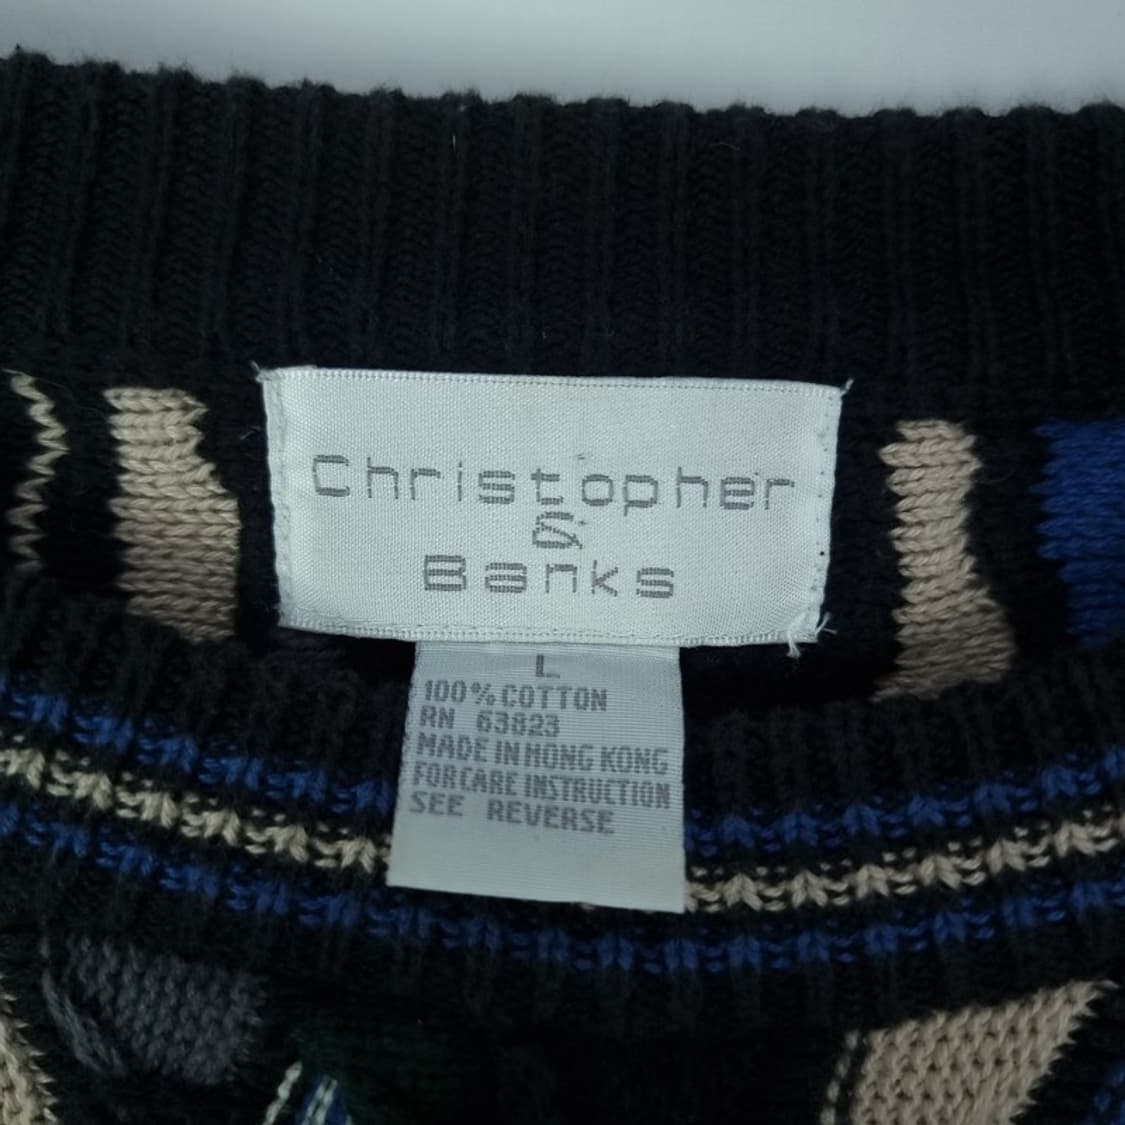 Christopher
&
Banks
L
100% COTTON
RN 63823
MADE IN HONG KONG
FOR CARE INSTRUCTION
SEE REVERSE